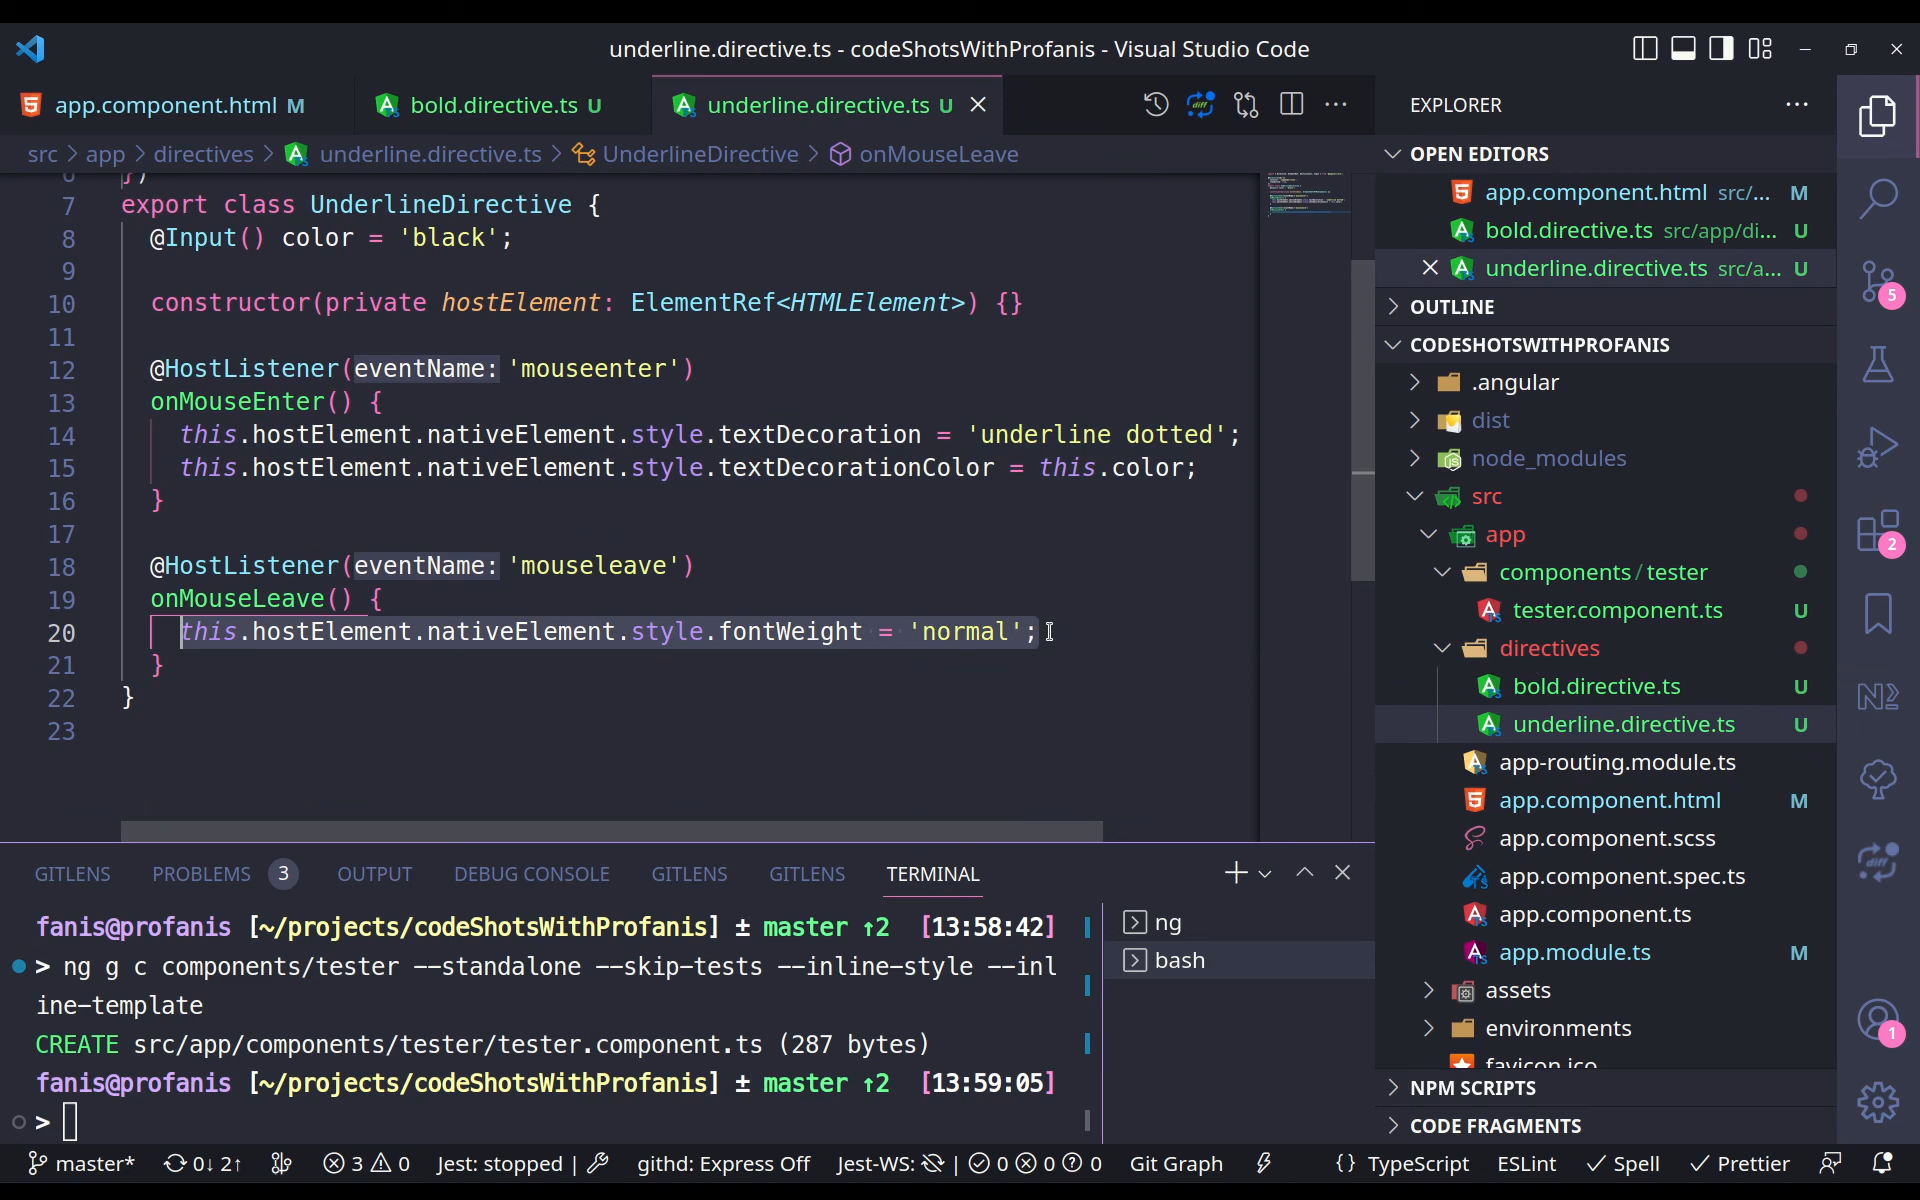 underline.directive.ts - codeShotsWithProfanis - Visual Studio Code
app.component.html M
bold.directive.ts U
underline.directive.ts U
src > app > directives > underline.directive.ts > UnderlineDirective > onMouseLeave
6 })
7 export class UnderlineDirective {
8 @Input() color = 'black';
9
10 constructor(private hostElement: ElementRef<HTMLElement>) {}
11
12 @HostListener(eventName: 'mouseenter')
13 onMouseEnter() {
14 this.hostElement.nativeElement.style.textDecoration = 'underline dotted';
15 this.hostElement.nativeElement.style.textDecorationColor = this.color;
16 }
17
18 @HostListener(eventName: 'mouseleave')
19 onMouseLeave() {
20 this.hostElement.nativeElement.style.fontWeight = 'normal';
21 }
22 }
23
GITLENS PROBLEMS 3 OUTPUT DEBUG CONSOLE GITLENS GITLENS TERMINAL
fanis@profanis [~/projects/codeShotsWithProfanis] ± master ↑2 [13:58:42]
> ng g c components/tester --standalone --skip-tests --inline-style --inl
ine-template
CREATE src/app/components/tester/tester.component.ts (287 bytes)
fanis@profanis [~/projects/codeShotsWithProfanis] ± master ↑2 [13:59:05]
>
ng
bash
EXPLORER
OPEN EDITORS
app.component.html src/... M
bold.directive.ts src/app/di... U
underline.directive.ts src/a... U
OUTLINE
CODESHOTSWITHPROFANIS
.angular
dist
node_modules
src
app
components/tester
tester.component.ts U
directives
bold.directive.ts U
underline.directive.ts U
app-routing.module.ts
app.component.html M
app.component.scss
app.component.spec.ts
app.component.ts
app.module.ts M
assets
environments
favicon.ico
NPM SCRIPTS
CODE FRAGMENTS
5
2
1
diff
diff
master* 0↓ 2↑ 3 0 Jest: stopped | githd: Express Off Jest-WS: | 0 0 0 Git Graph {} TypeScript ESLint Spell Prettier